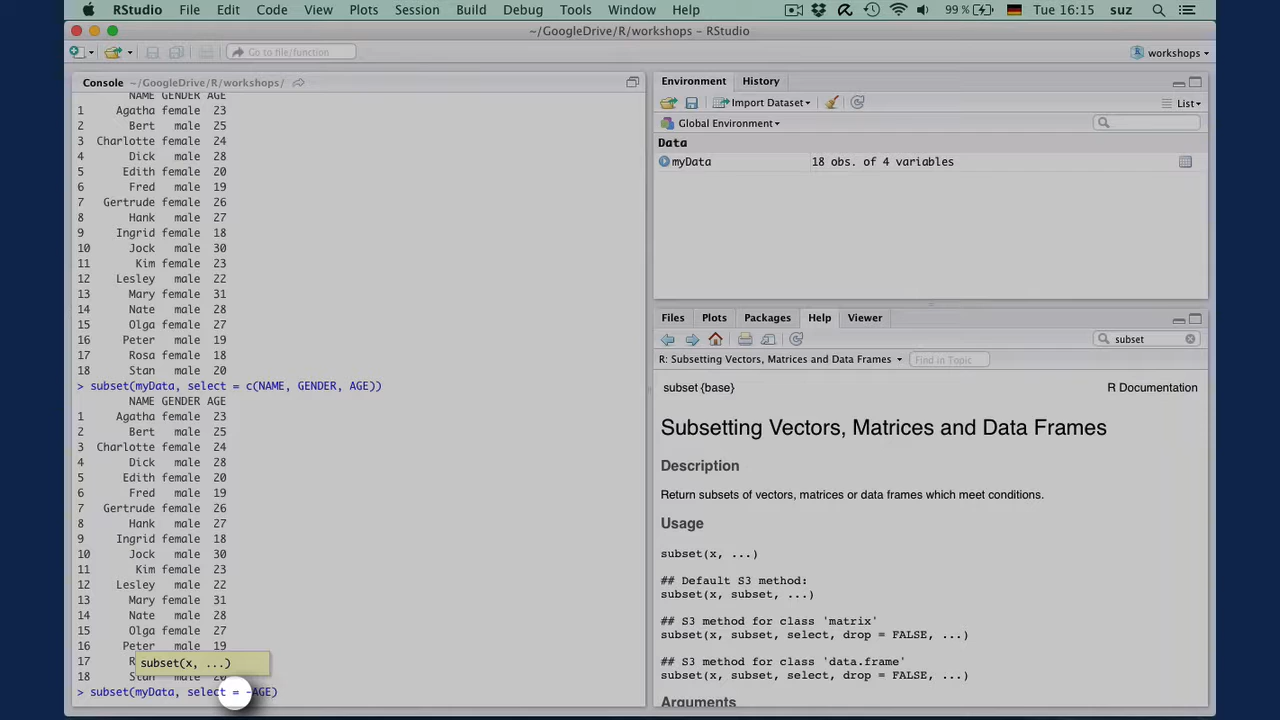 RStudio File Edit Code View Plots Session Build Debug Tools Window Help 99% Tue 16:15 suz
~/GoogleDrive/R/workshops - RStudio
Go to file/function workshops
Console ~/GoogleDrive/R/workshops/
NAME GENDER AGE
1 Agatha female 23
2 Bert male 25
3 Charlotte female 24
4 Dick male 28
5 Edith female 20
6 Fred male 19
7 Gertrude female 26
8 Hank male 27
9 Ingrid female 18
10 Jock male 30
11 Kim female 23
12 Lesley male 22
13 Mary female 31
14 Nate male 28
15 Olga female 27
16 Peter male 19
17 Rosa female 18
18 Stan male 20
> subset(myData, select = c(NAME, GENDER, AGE))
NAME GENDER AGE
1 Agatha female 23
2 Bert male 25
3 Charlotte female 24
4 Dick male 28
5 Edith female 20
6 Fred male 19
7 Gertrude female 26
8 Hank male 27
9 Ingrid female 18
10 Jock male 30
11 Kim female 23
12 Lesley male 22
13 Mary female 31
14 Nate male 28
15 Olga female 27
16 Peter male 19
17
subset(x, ...)
18 Stan male 20
> subset(myData, select = -AGE)
Environment History
Import Dataset List
Global Environment
Data
myData 18 obs. of 4 variables
Files Plots Packages Help Viewer
subset
R: Subsetting Vectors, Matrices and Data Frames Find in Topic
subset {base} R Documentation
Subsetting Vectors, Matrices and Data Frames
Description
Return subsets of vectors, matrices or data frames which meet conditions.
Usage
subset(x, ...)
## Default S3 method:
subset(x, subset, ...)
## S3 method for class 'matrix'
subset(x, subset, select, drop = FALSE, ...)
## S3 method for class 'data.frame'
subset(x, subset, select, drop = FALSE, ...)
Arguments